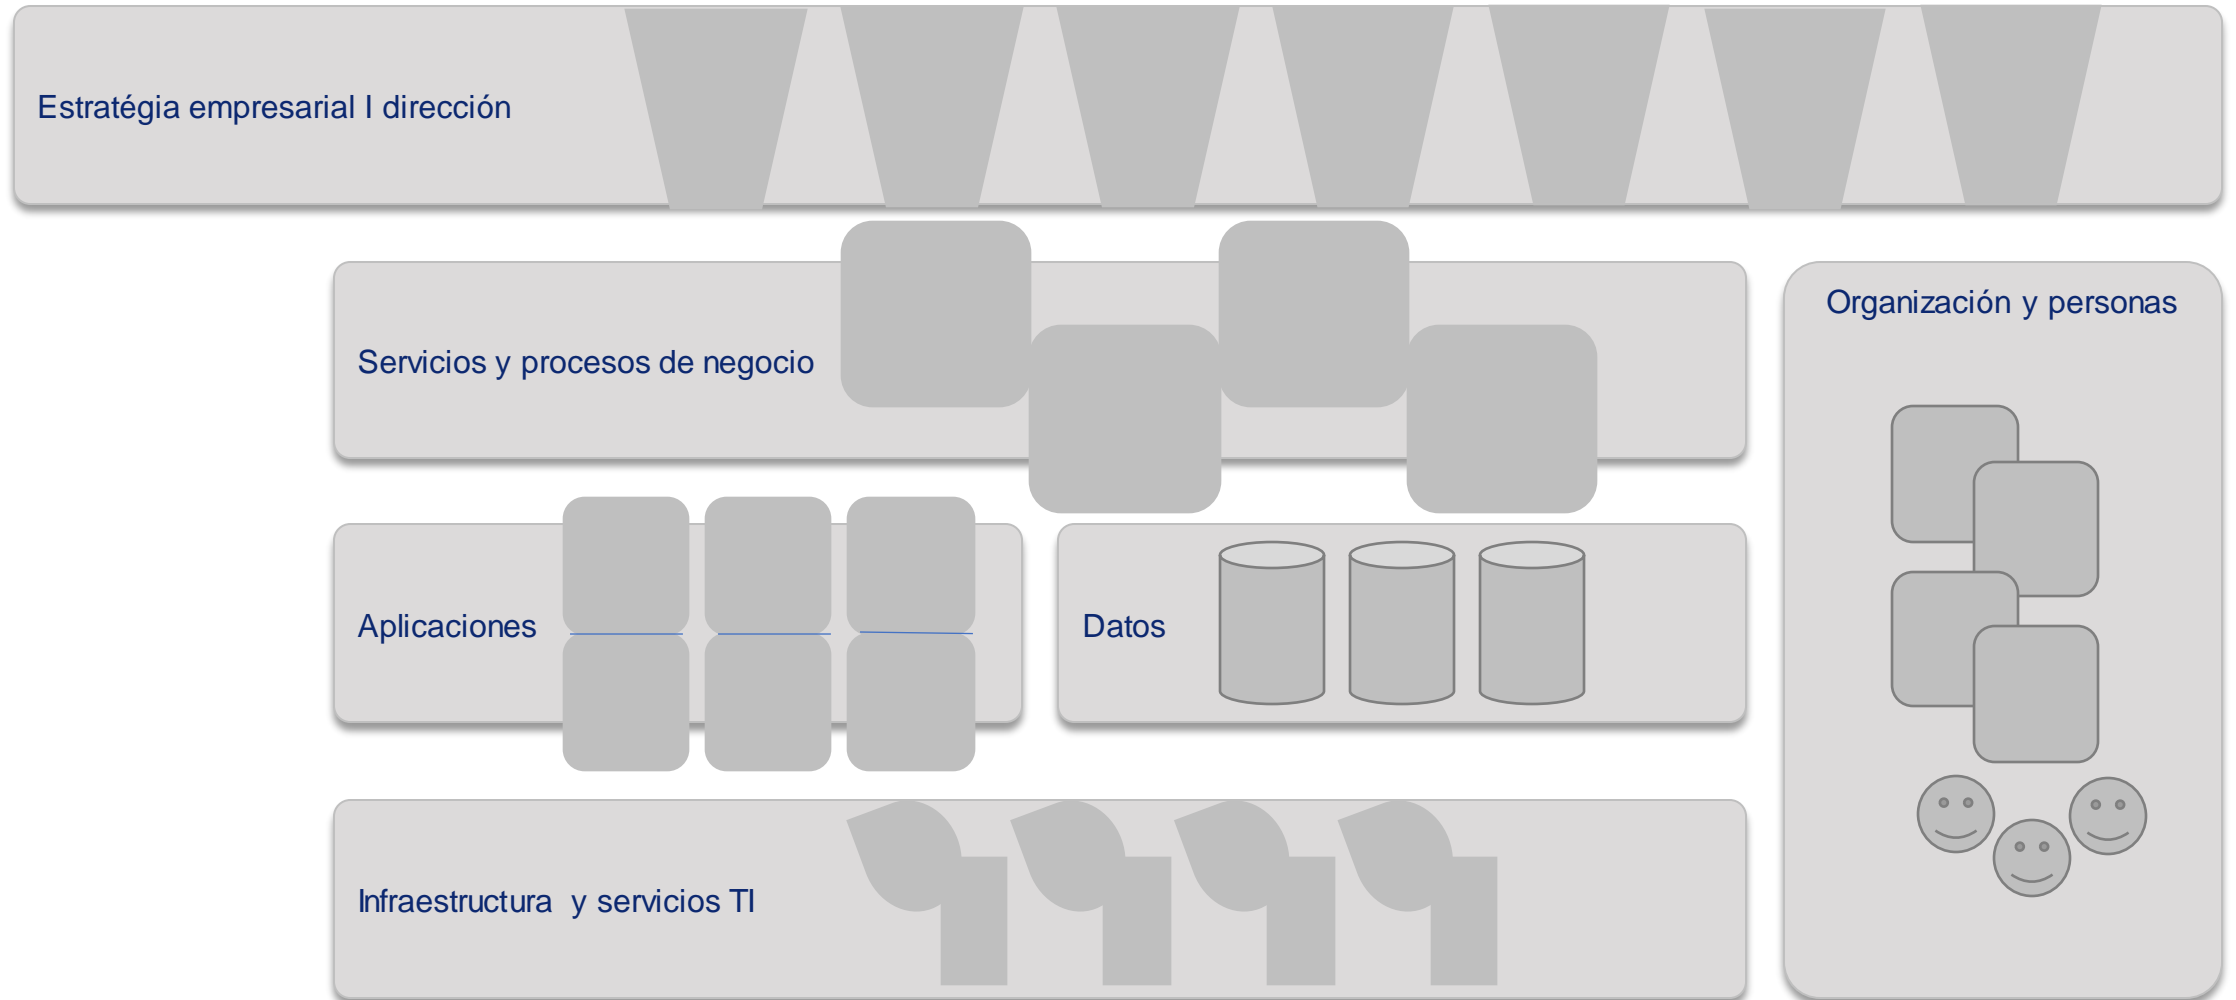 Estratégia empresarial I dirección
Servicios y procesos de negocio
Organización y personas
Aplicaciones
Datos
Infraestructura y servicios TI